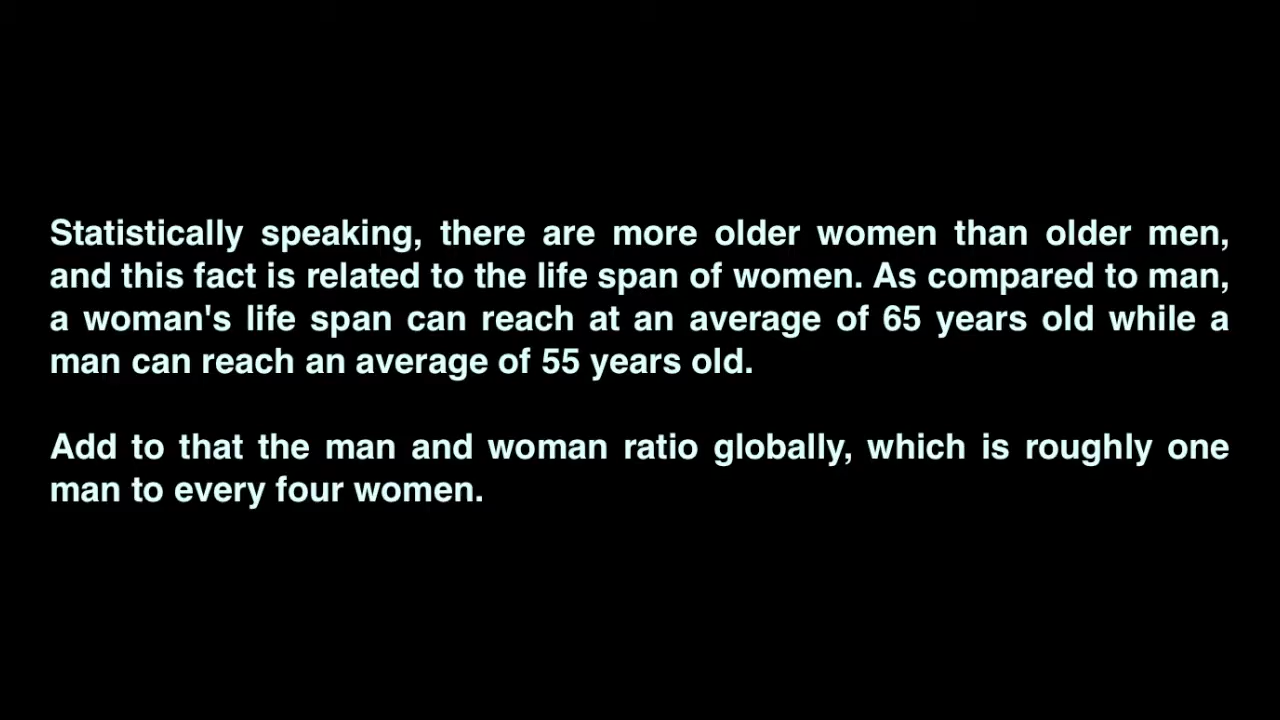 Statistically speaking, there are more older women than older men,
and this fact is related to the life span of women. As compared to man,
a woman's life span can reach at an average of 65 years old while a
man can reach an average of 55 years old.
Add to that the man and woman ratio globally, which is roughly one
man to every four women.